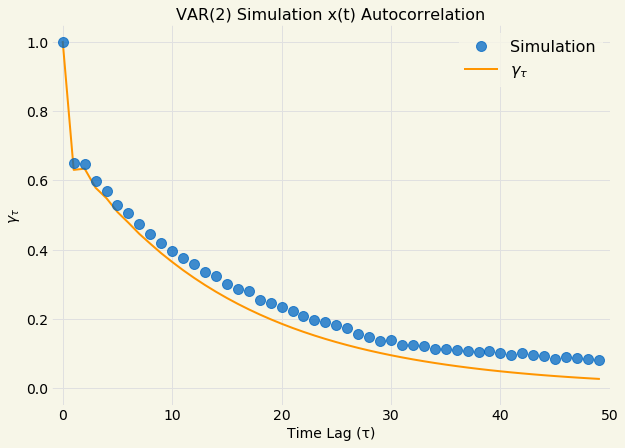 VAR(2) Simulation x(t) Autocorrelation
1.0
0.8
0.6
0.4
0.2
0.0
γτ
Simulation
γτ
0 10 20 30 40 50
Time Lag (τ)